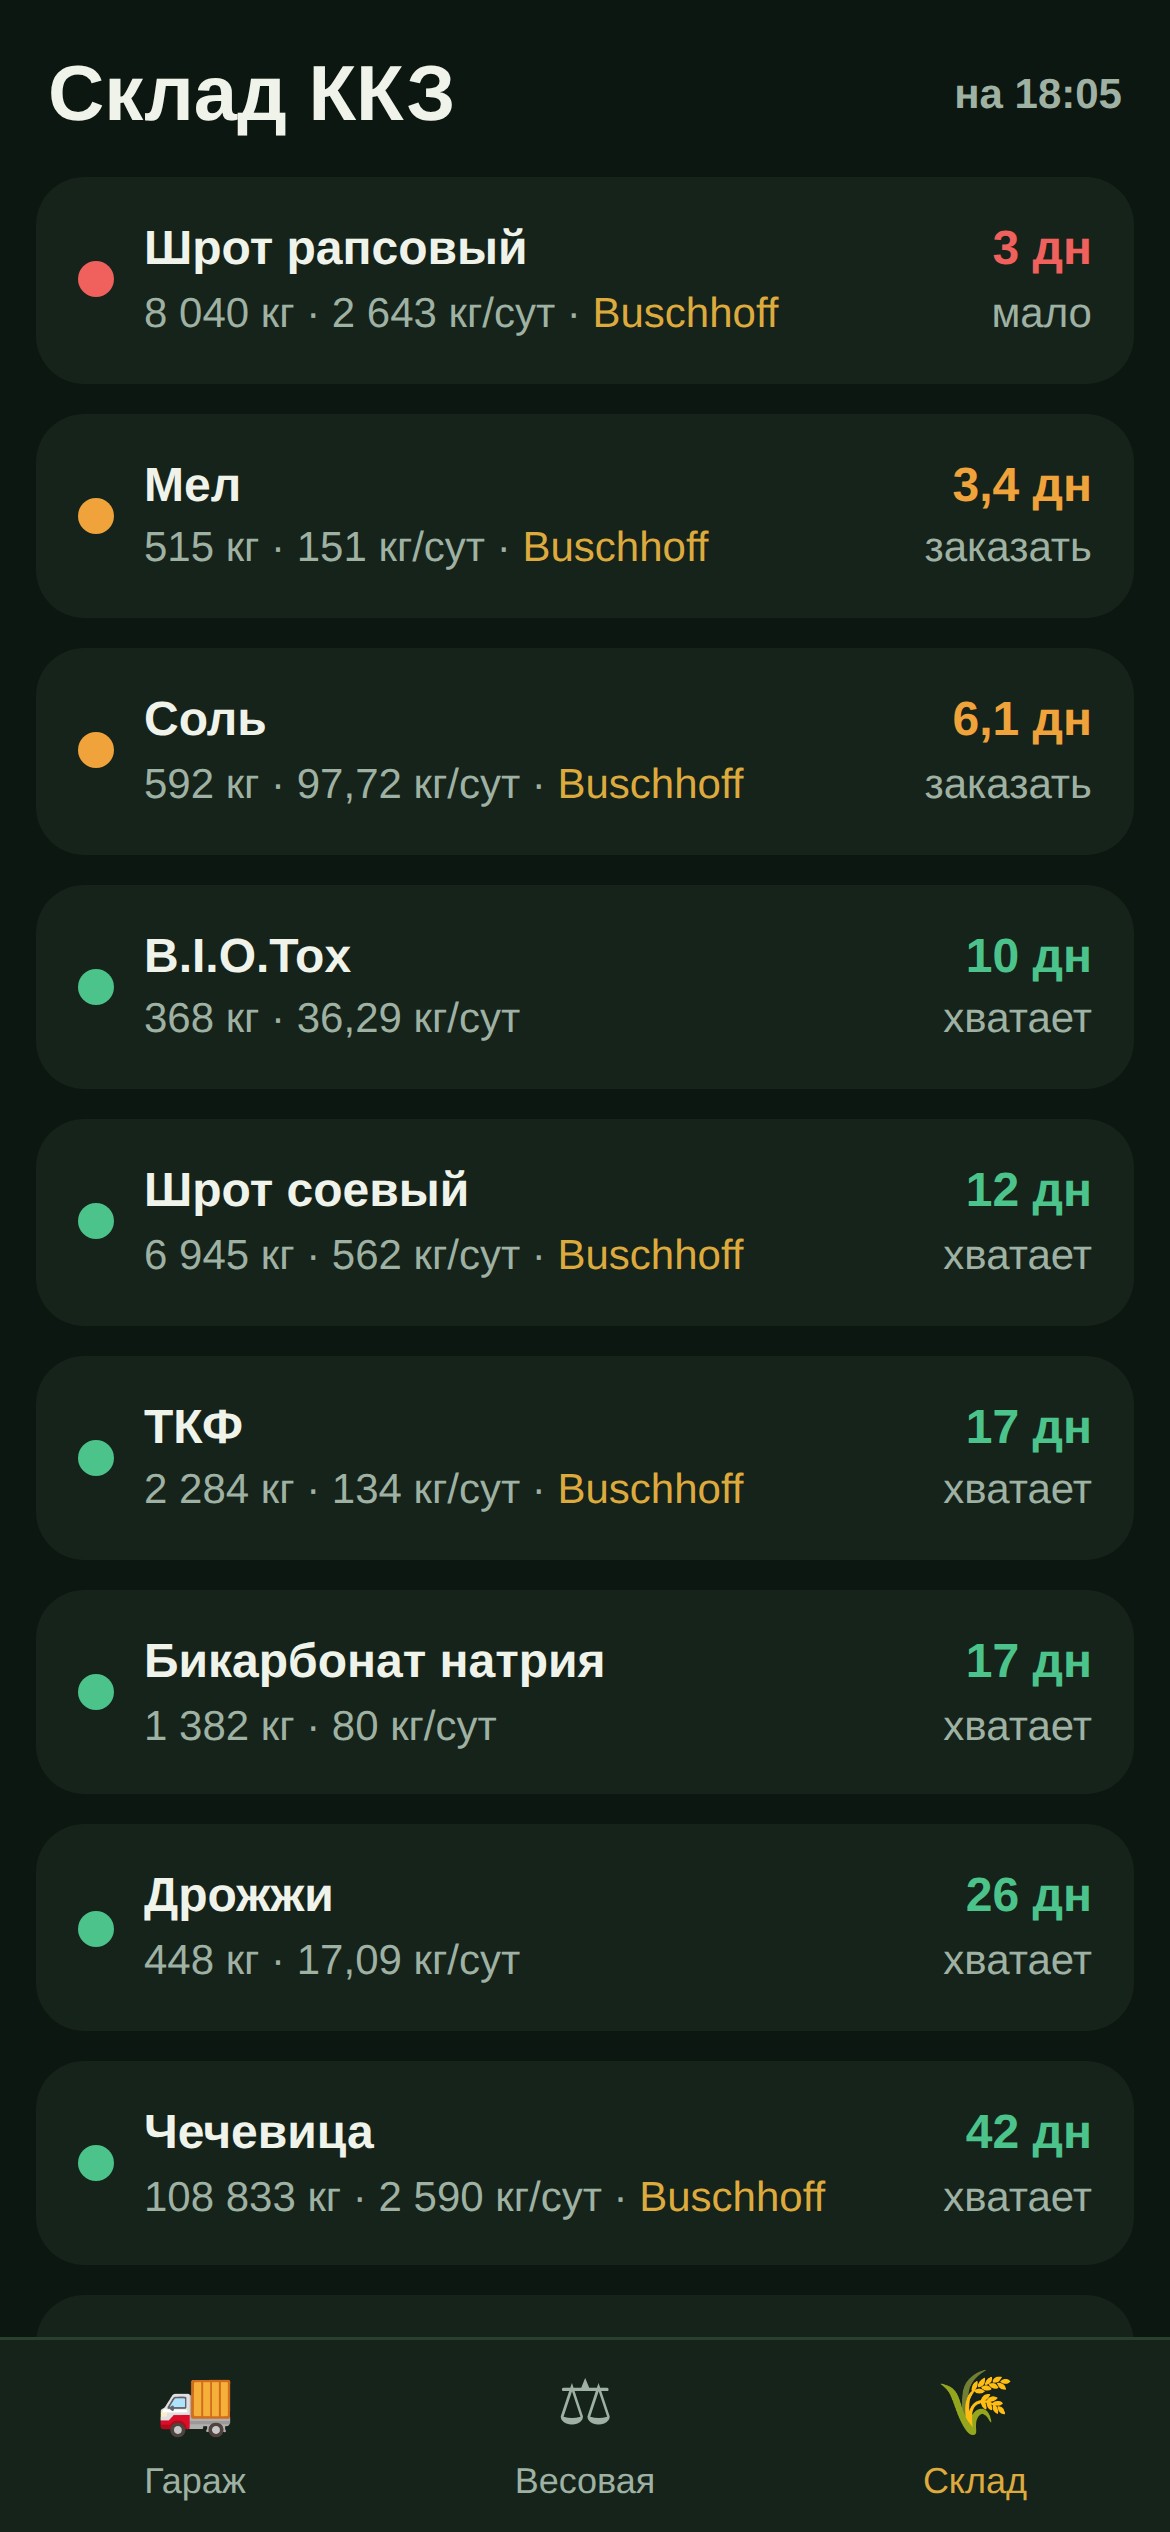 Склад ККЗ
на 18:05
Шрот рапсовый
3 дн
8 040 кг · 2 643 кг/сут · Buschhoff
мало
Мел
3,4 дн
515 кг · 151 кг/сут · Buschhoff
заказать
Соль
6,1 дн
592 кг · 97,72 кг/сут · Buschhoff
заказать
B.I.O.Tox
10 дн
368 кг · 36,29 кг/сут
хватает
Шрот соевый
12 дн
6 945 кг · 562 кг/сут · Buschhoff
хватает
ТКФ
17 дн
2 284 кг · 134 кг/сут · Buschhoff
хватает
Бикарбонат натрия
17 дн
1 382 кг · 80 кг/сут
хватает
Дрожжи
26 дн
448 кг · 17,09 кг/сут
хватает
Чечевица
42 дн
108 833 кг · 2 590 кг/сут · Buschhoff
хватает
Гараж
Весовая
Склад